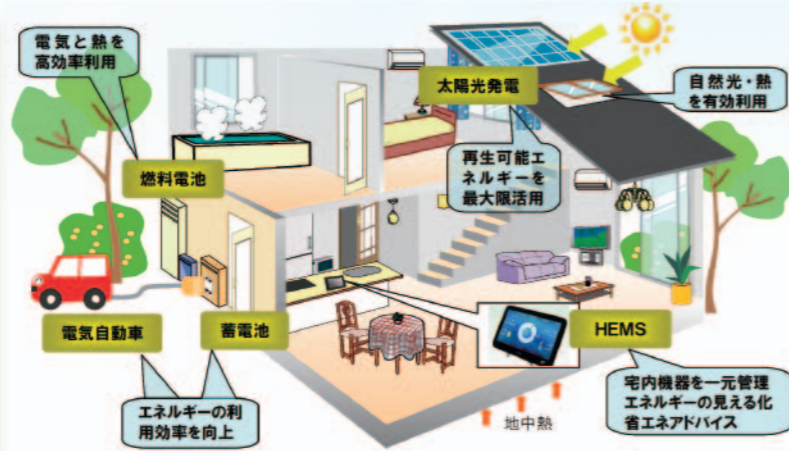 電気と熱を
高効率利用
太陽光発電
自然光・熱
を有効利用
燃料電池
再生可能エ
ネルギーを
最大限活用
電気自動車
蓄電池
HEMS
エネルギーの利
用効率を向上
地中熱
宅内機器を一元管理
エネルギーの見える化
省エネアドバイス